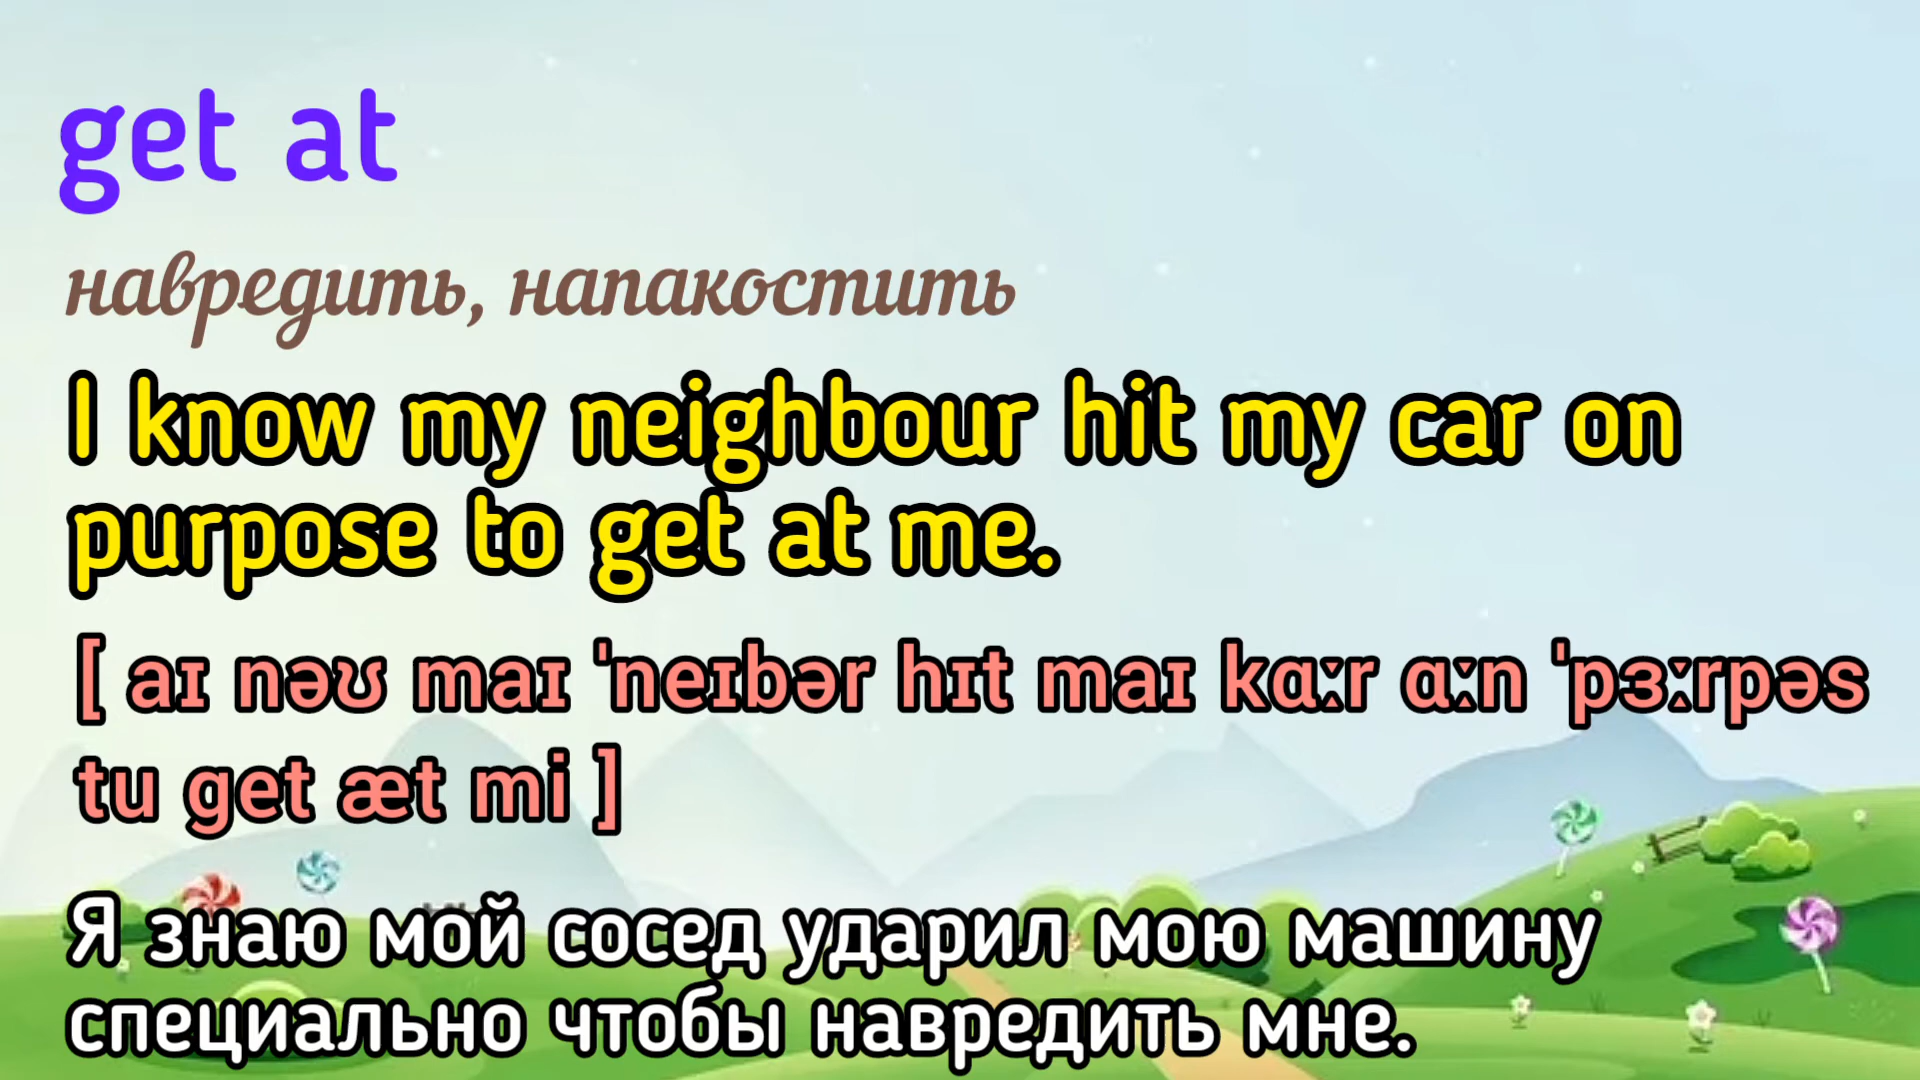 get at
навредить, напакостить
I know my neighbour hit my car on
purpose to get at me.
[ aɪ nəʊ maɪ ˈneɪbər hɪt maɪ kɑːr ɑːn ˈpɜːrpəs
tu get æt mi ]
Я знаю мой сосед ударил мою машину
специально чтобы навредить мне.